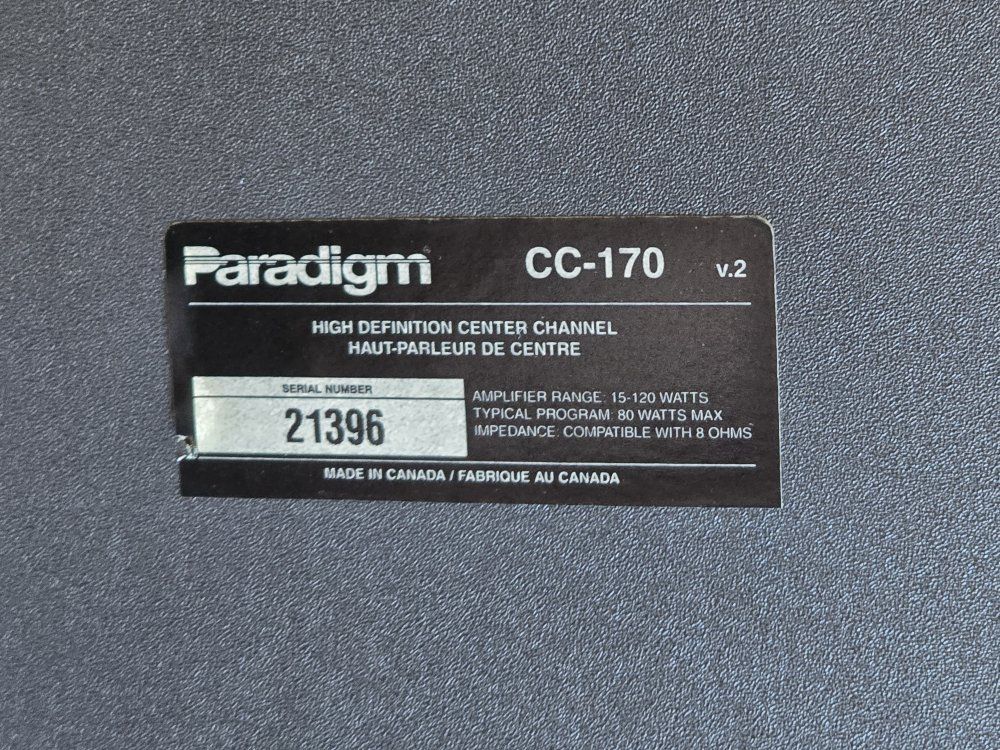 Paradigm CC-170 v.2
HIGH DEFINITION CENTER CHANNEL
HAUT-PARLEUR DE CENTRE
SERIAL NUMBER
21396
AMPLIFIER RANGE: 15-120 WATTS
TYPICAL PROGRAM: 80 WATTS MAX
IMPEDANCE: COMPATIBLE WITH 8 OHMS
MADE IN CANADA / FABRIQUE AU CANADA